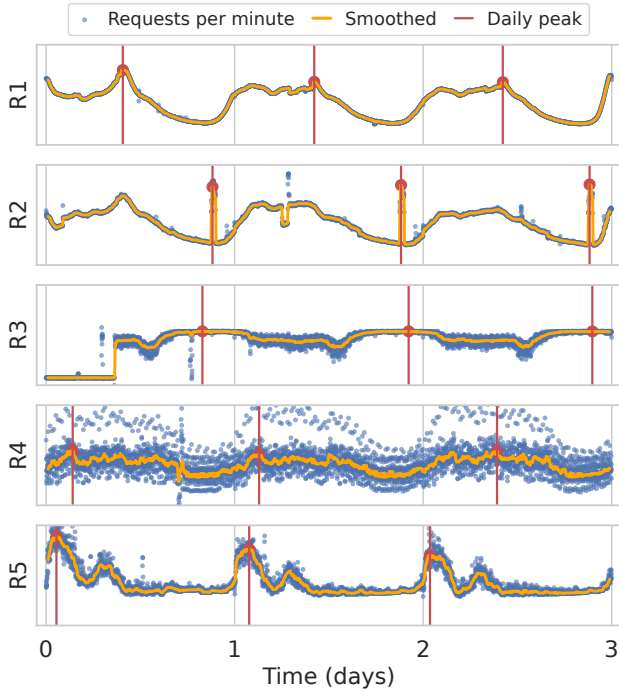 Requests per minute Smoothed Daily peak
R1
R2
R3
R4
R5
0 1 2 3
Time (days)